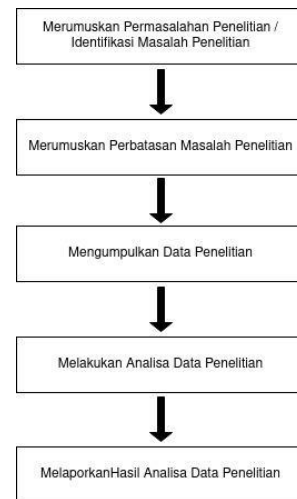 Merumuskan Permasalahan Penelitian /
Identifikasi Masalah Penelitian
Merumuskan Perbatasan Masalah Penelitian
Mengumpulkan Data Penelitian
Melakukan Analisa Data Penelitian
MelaporkanHasil Analisa Data Penelitian